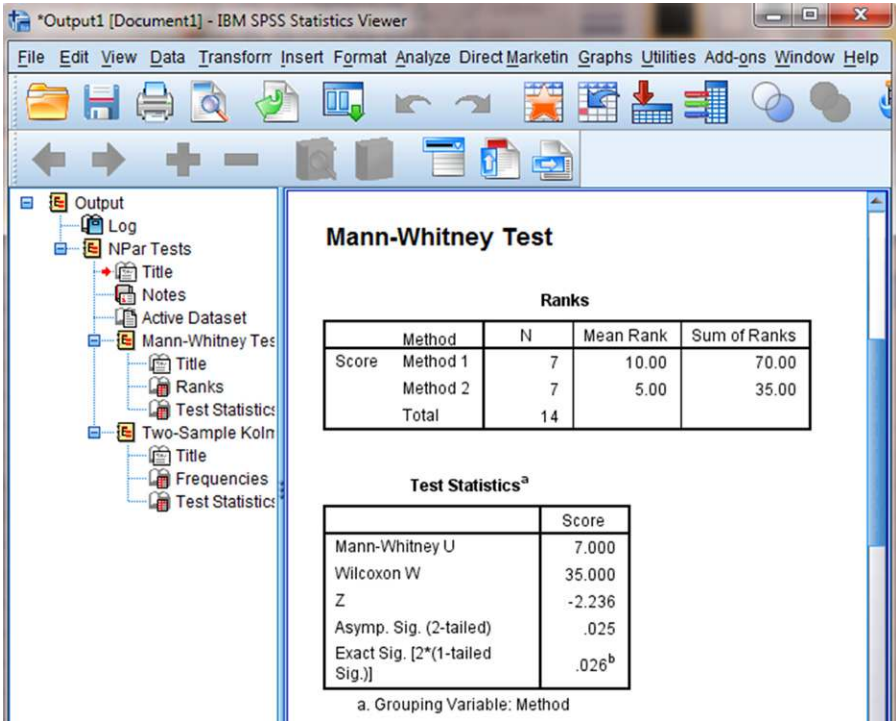 *Output1 [Document1] - IBM SPSS Statistics Viewer
File Edit View Data Transform Insert Format Analyze Direct Marketin Graphs Utilities Add-ons Window Help
Output
Log
NPar Tests
Title
Notes
Active Dataset
Mann-Whitney Tes
Title
Ranks
Test Statistics
Two-Sample Kolm
Title
Frequencies
Test Statistics
Mann-Whitney Test
Ranks
Method N Mean Rank Sum of Ranks
Score Method 1 7 10.00 70.00
Method 2 7 5.00 35.00
Total 14
Test Statisticsa
Score
Mann-Whitney U 7.000
Wilcoxon W 35.000
Z -2.236
Asymp. Sig. (2-tailed) .025
Exact Sig. [2*(1-tailed
Sig.)] .026b
a. Grouping Variable: Method